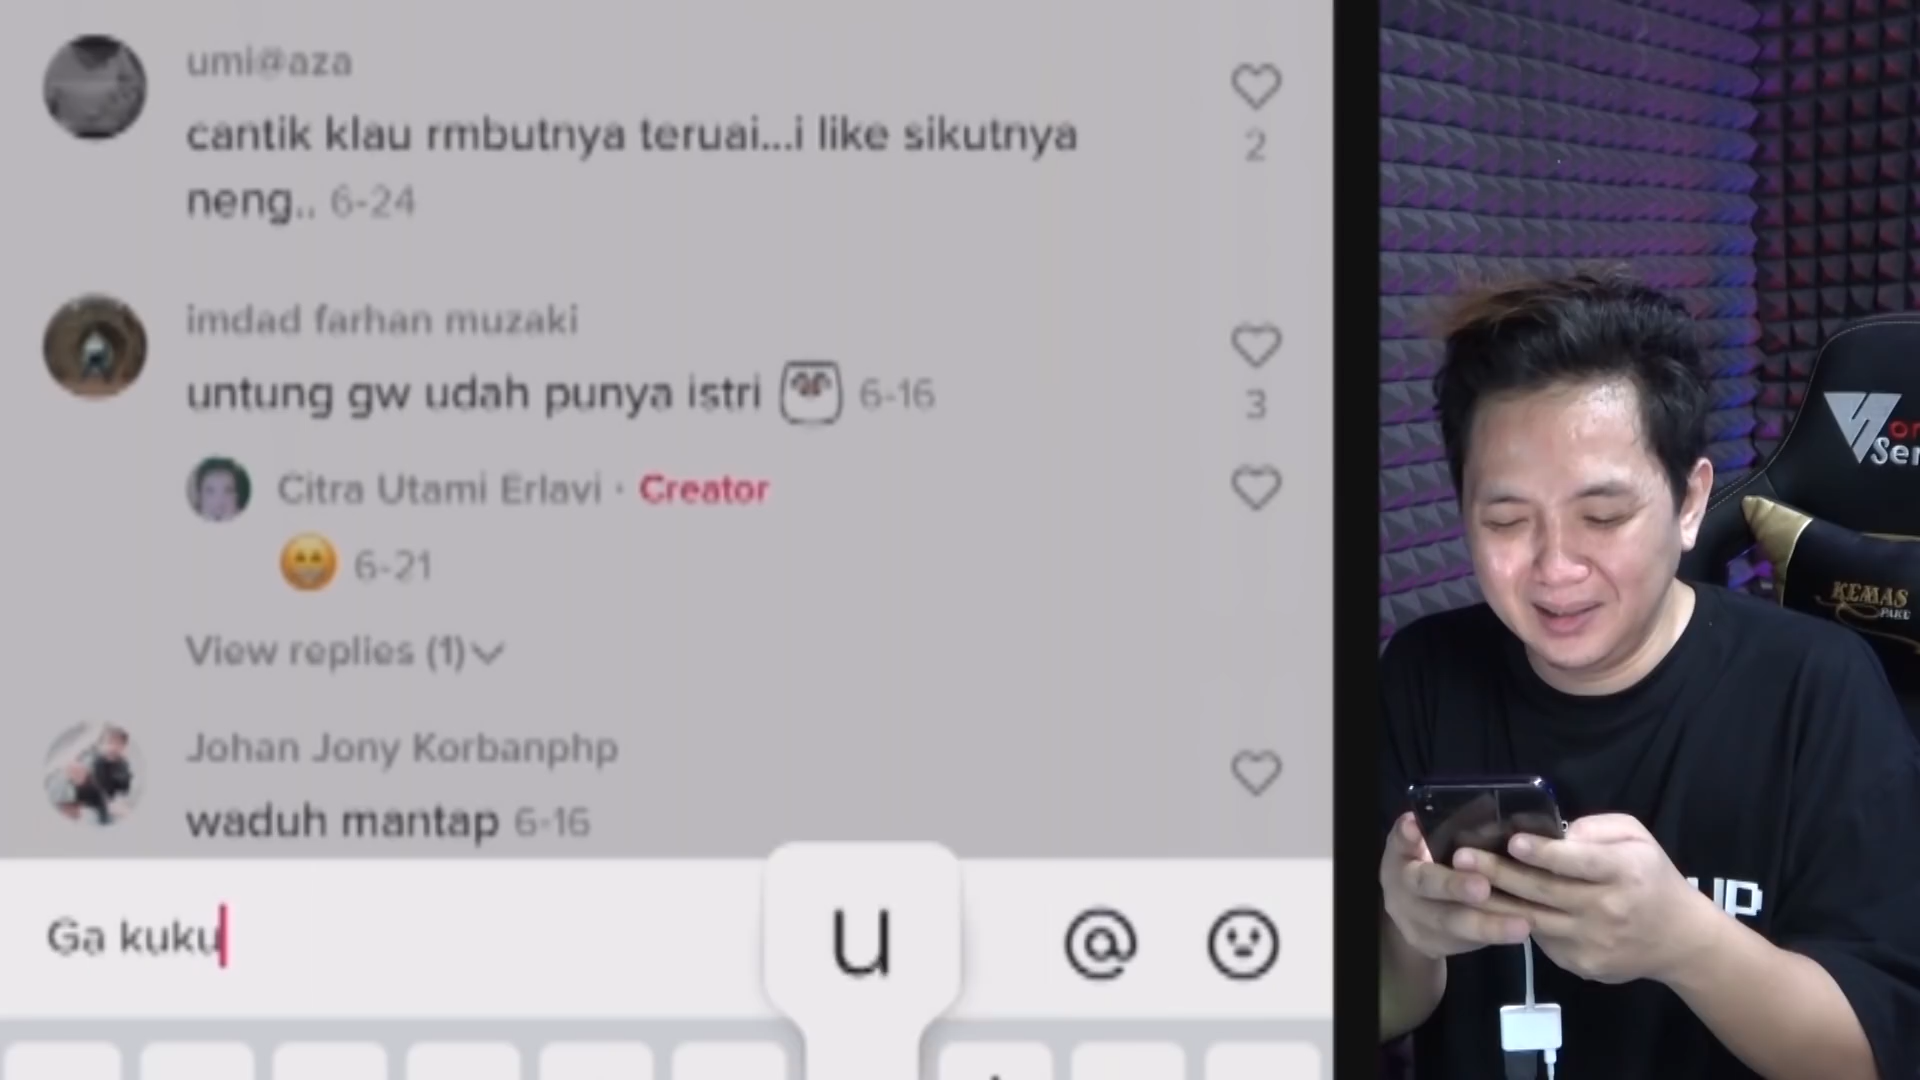 umi@aza
cantik klau rmbutnya teruai...i like sikutnya
neng.. 6-24
2
imdad farhan muzaki
untung gw udah punya istri 6-16
3
Citra Utami Erlavi · Creator
😁 6-21
View replies (1)
Johan Jony Korbanphp
waduh mantap 6-16
Ga kuku
u
@
KEMAS
UP